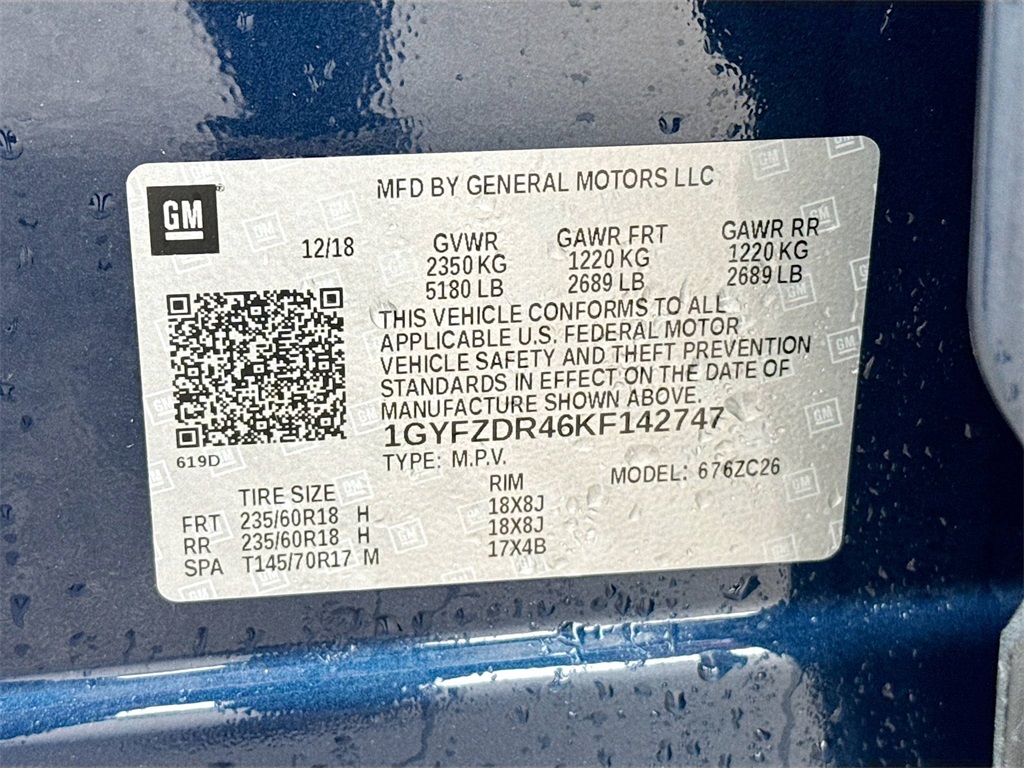 GM
MFD BY GENERAL MOTORS LLC
12/18
GVWR GAWR FRT GAWR RR
2350 KG 1220 KG 1220 KG
5180 LB 2689 LB 2689 LB
THIS VEHICLE CONFORMS TO ALL
APPLICABLE U.S. FEDERAL MOTOR
VEHICLE SAFETY AND THEFT PREVENTION
STANDARDS IN EFFECT ON THE DATE OF
MANUFACTURE SHOWN ABOVE.
1GYFZDR46KF142747
619D
TYPE: M.P.V. MODEL: 676ZC26
TIRE SIZE RIM
FRT 235/60R18 H 18X8J
RR 235/60R18 H 18X8J
SPA T145/70R17 M 17X4B